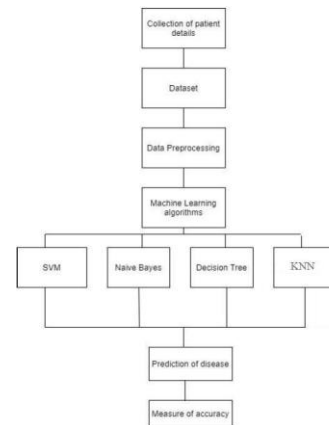 Collection of patient
details
Dataset
Data Preprocessing
Machine Learning
algorithms
SVM
Naive Bayes
Decision Tree
KNN
Prediction of disease
Measure of accuracy